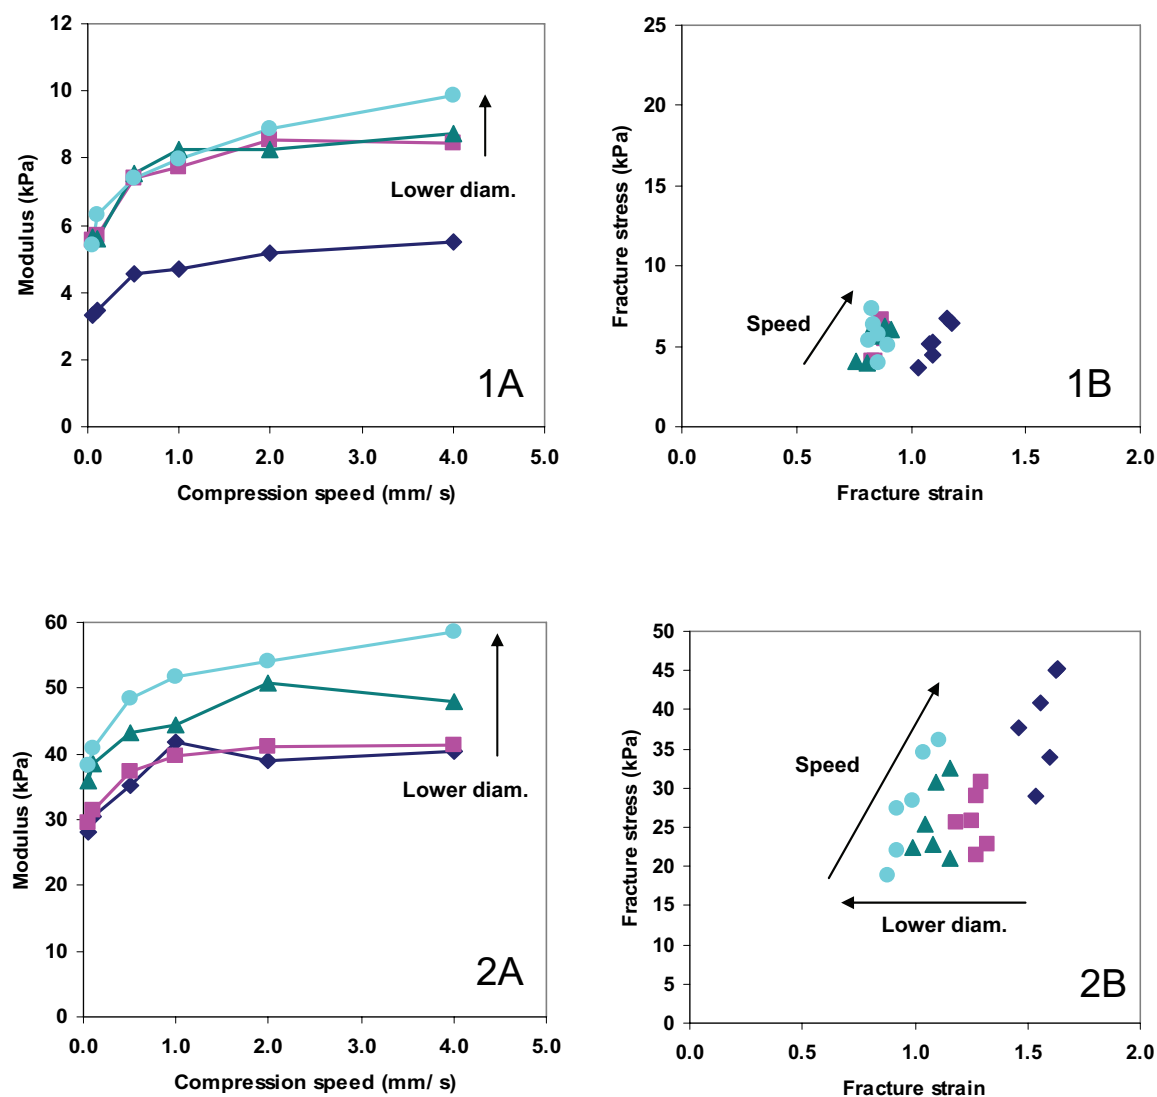 12
10
8
6
4
2
0
Modulus (kPa)
Lower diam.
1A
0.0 1.0 2.0 3.0 4.0 5.0
Compression speed (mm/ s)
25
20
15
10
5
0
Fracture stress (kPa)
Speed
1B
0.0 0.5 1.0 1.5 2.0
Fracture strain
60
50
40
30
20
10
0
Modulus (kPa)
Lower diam.
2A
0.0 1.0 2.0 3.0 4.0 5.0
Compression speed (mm/ s)
50
45
40
35
30
25
20
15
10
5
0
Fracture stress (kPa)
Speed
Lower diam.
2B
0.0 0.5 1.0 1.5 2.0
Fracture strain